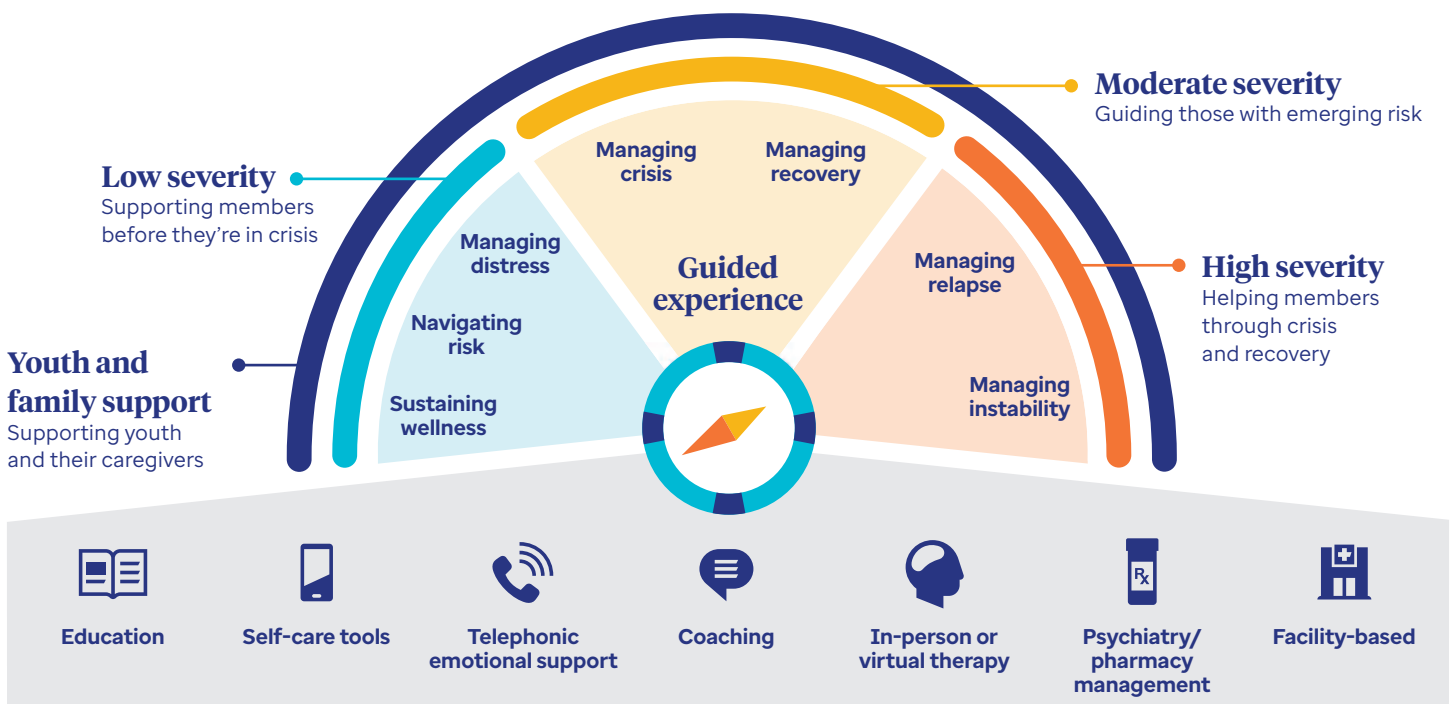 Moderate severity
Guiding those with emerging risk
Low severity
Supporting members
before they’re in crisis
High severity
Helping members
through crisis
and recovery
Youth and
family support
Supporting youth
and their caregivers
Managing
crisis
Managing
recovery
Managing
distress
Navigating
risk
Sustaining
wellness
Guided
experience
Managing
relapse
Managing
instability
Rx
Education
Self-care tools
Telephonic
emotional support
Coaching
In-person or
virtual therapy
Psychiatry/
pharmacy
management
Facility-based